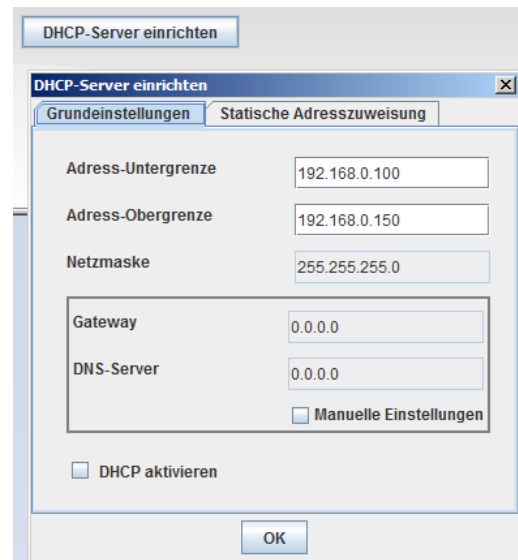 DHCP-Server einrichten
DHCP-Server einrichten
Grundeinstellungen Statische Adresszuweisung
Adress-Untergrenze 192.168.0.100
Adress-Obergrenze 192.168.0.150
Netzmaske 255.255.255.0
Gateway 0.0.0.0
DNS-Server 0.0.0.0
Manuelle Einstellungen
DHCP aktivieren
OK